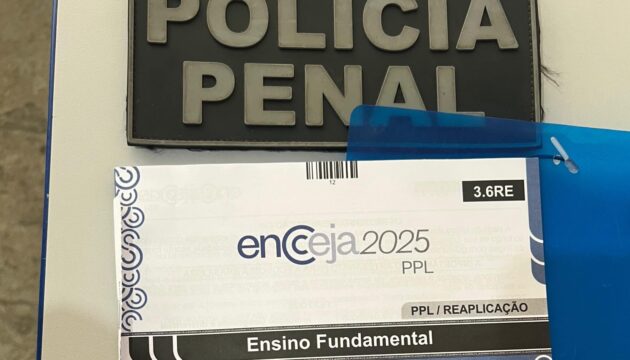 POLÍCIA
PENAL
12
3.6RE
encceja2025
PPL
PPL / REAPLICAÇÃO
Ensino Fundamental